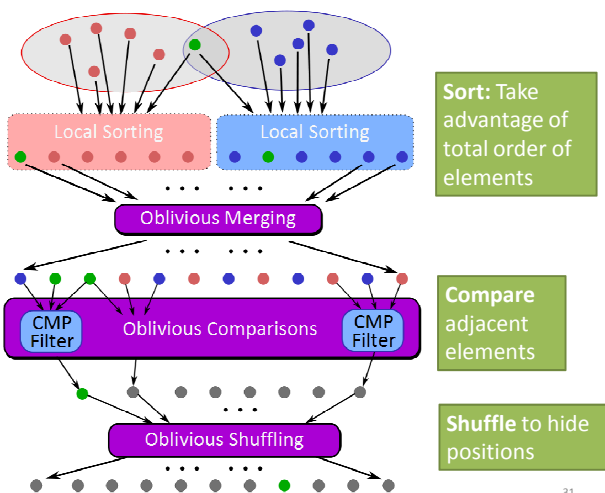 Local Sorting
Local Sorting
Sort: Take
advantage of
total order of
elements
Oblivious Merging
CMP
Filter
Oblivious Comparisons
CMP
Filter
Compare
adjacent
elements
Oblivious Shuffling
Shuffle to hide
positions
31